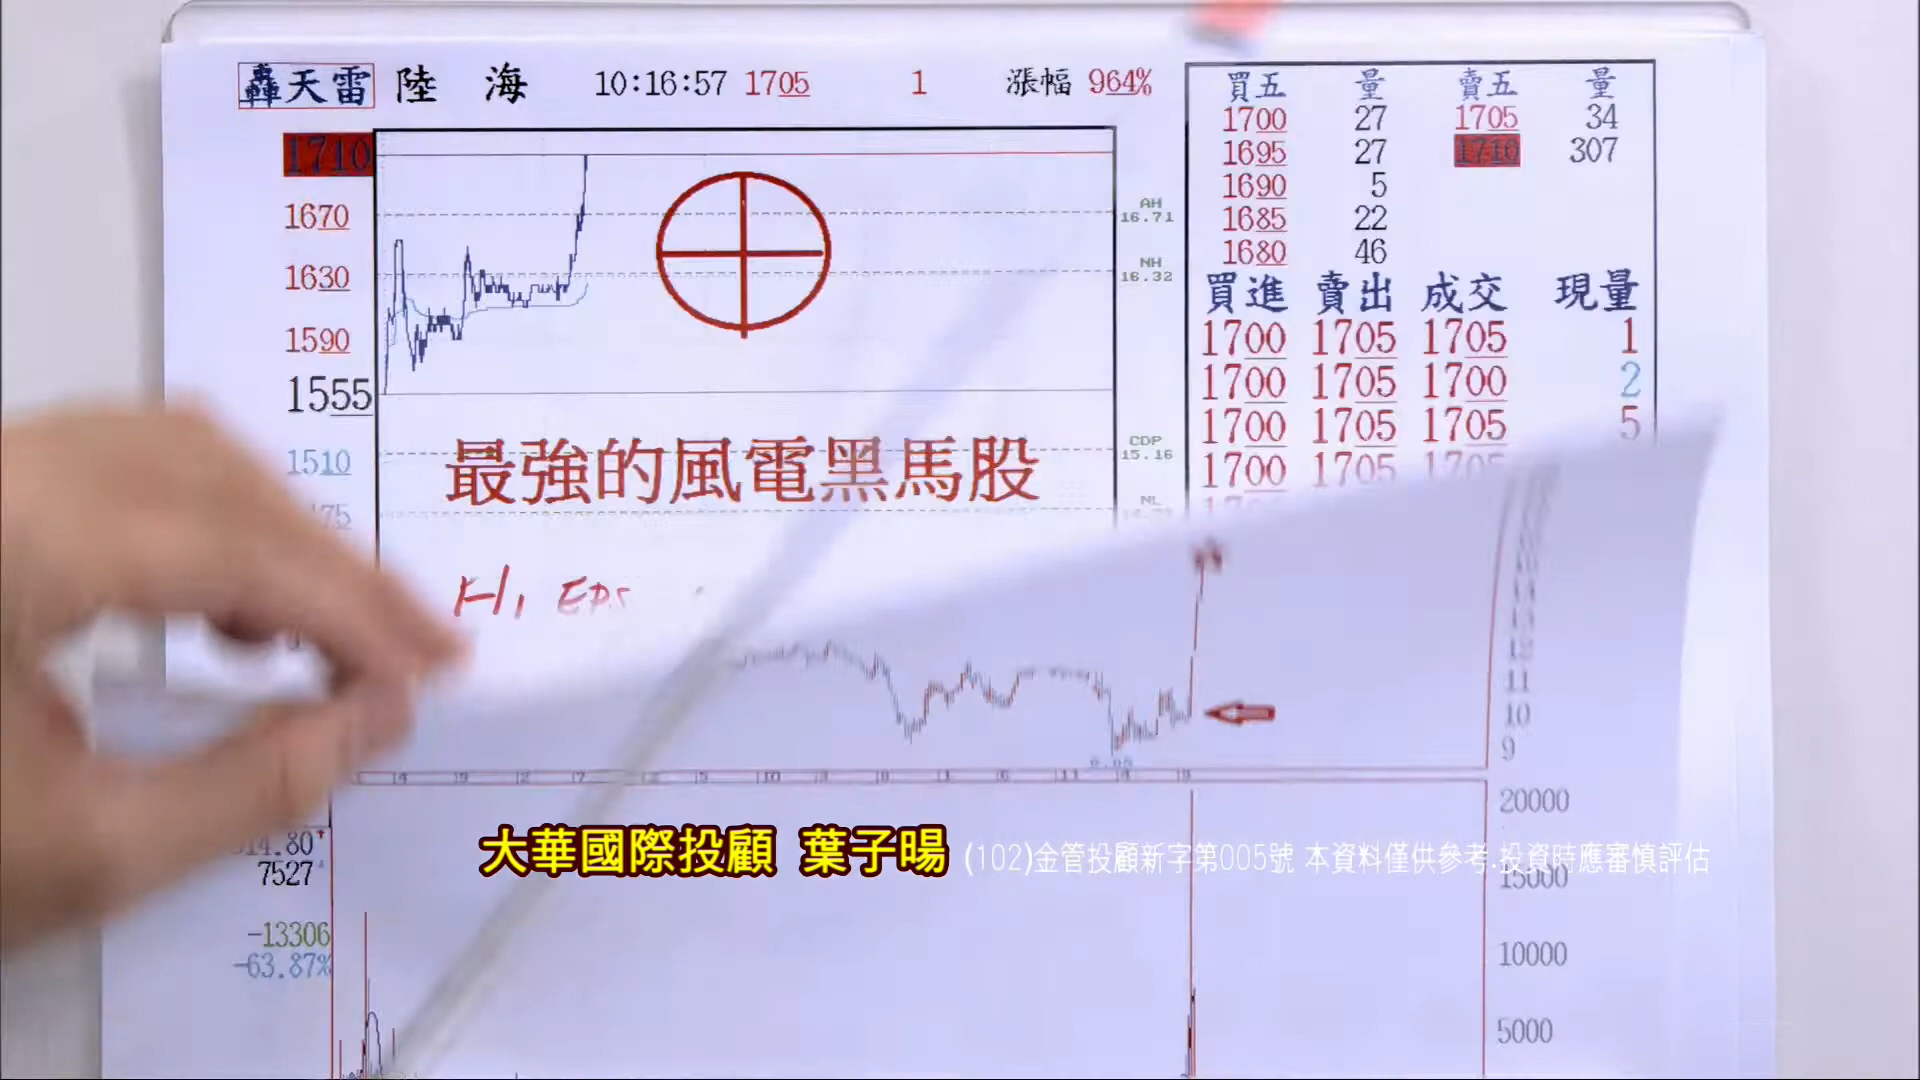 轟天雷 陸 海 10:16:57 1705 1 漲幅 964%
1710
1670
1630
1590
1555
1510
AH
16.71
NH
16.32
CDP
15.16
NL
最強的風電黑馬股
H1 EPS
買五 量 賣五 量
1700 27 1705 34
1695 27 1710 307
1690 5
1685 22
1680 46
買進 賣出 成交 現量
1700 1705 1705 1
1700 1705 1700 2
1700 1705 1705 5
1700 1705 1705
12
11
10
9
20000
15000
10000
5000
7527
-13306
-63.87%
大華國際投顧 葉子暘 (102)金管投顧新字第005號 本資料僅供參考.投資時應審慎評估